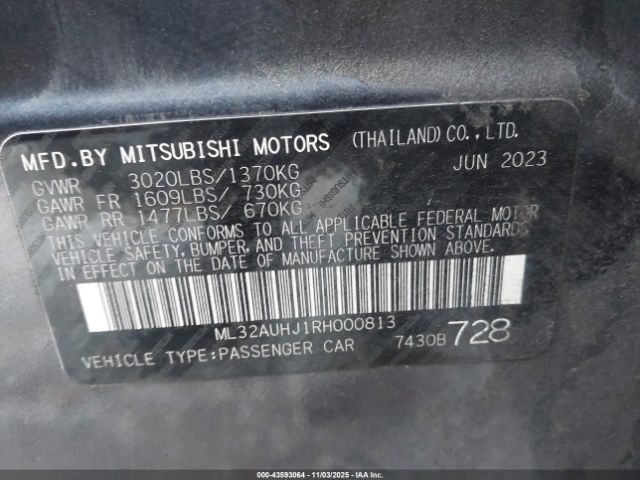 MFD.BY MITSUBISHI MOTORS (THAILAND) CO., LTD.
GVWR 3020LBS/1370KG JUN 2023
GAWR FR 1609LBS/ 730KG
GAWR RR 1477LBS/ 670KG
THIS VEHICLE CONFORMS TO ALL APPLICABLE FEDERAL MOTOR
VEHICLE SAFETY, BUMPER, AND THEFT PREVENTION STANDARDS
IN EFFECT ON THE DATE OF MANUFACTURE SHOWN ABOVE.
ML32AUHJ1RH000813
VEHICLE TYPE:PASSENGER CAR 7430B 728
000-43593064 - 11/03/2025 - IAAI.COM